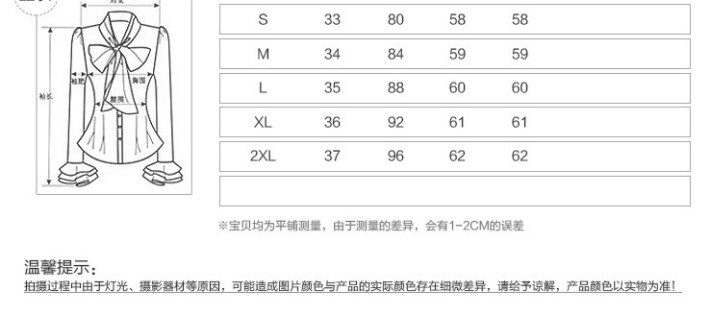 S 33 80 58 58
M 34 84 59 59
L 35 88 60 60
XL 36 92 61 61
2XL 37 96 62 62
袖肥 胸围
袖长
腰围
※宝贝均为平铺测量，由于测量的差异，会有1-2CM的误差
温馨提示：
拍摄过程中由于灯光、摄影器材等原因，可能造成图片颜色与产品的实际颜色存在细微差异，请给予谅解，产品颜色以实物为准！